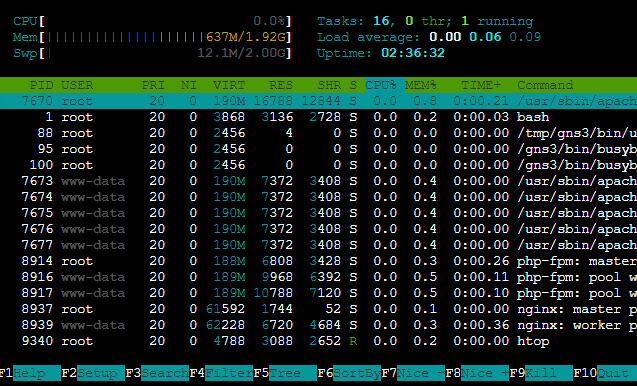 CPU[ 0.0%] Tasks: 16, 0 thr; 1 running
Mem[||||||||||||||||||||637M/1.92G] Load average: 0.00 0.06 0.09
Swp[| 12.1M/2.00G] Uptime: 02:36:32
PID USER PRI NI VIRT RES SHR S CPU% MEM% TIME+ Command
7670 root 20 0 190M 16788 12844 S 0.0 0.8 0:00.21 /usr/sbin/apach
1 root 20 0 3868 3136 2728 S 0.0 0.2 0:00.03 bash
88 root 20 0 2456 4 0 S 0.0 0.0 0:00.00 /tmp/gns3/bin/u
95 root 20 0 2456 0 0 S 0.0 0.0 0:00.00 /gns3/bin/busyb
100 root 20 0 2456 0 0 S 0.0 0.0 0:00.00 /gns3/bin/busyb
7673 www-data 20 0 190M 7372 3408 S 0.0 0.4 0:00.00 /usr/sbin/apach
7674 www-data 20 0 190M 7372 3408 S 0.0 0.4 0:00.00 /usr/sbin/apach
7675 www-data 20 0 190M 7372 3408 S 0.0 0.4 0:00.00 /usr/sbin/apach
7676 www-data 20 0 190M 7372 3408 S 0.0 0.4 0:00.00 /usr/sbin/apach
7677 www-data 20 0 190M 7372 3408 S 0.0 0.4 0:00.00 /usr/sbin/apach
8914 root 20 0 188M 6808 3428 S 0.0 0.3 0:00.26 php-fpm: master
8916 www-data 20 0 189M 9968 6392 S 0.0 0.5 0:00.11 php-fpm: pool w
8917 www-data 20 0 189M 10788 7120 S 0.0 0.5 0:00.10 php-fpm: pool w
8937 root 20 0 61592 1744 52 S 0.0 0.1 0:00.00 nginx: master p
8939 www-data 20 0 62228 6720 4684 S 0.0 0.3 0:00.36 nginx: worker p
9340 root 20 0 4788 3088 2652 R 0.0 0.2 0:00.00 htop
F1Help F2Setup F3SearchF4FilterF5Tree F6SortByF7Nice -F8Nice +F9Kill F10Quit